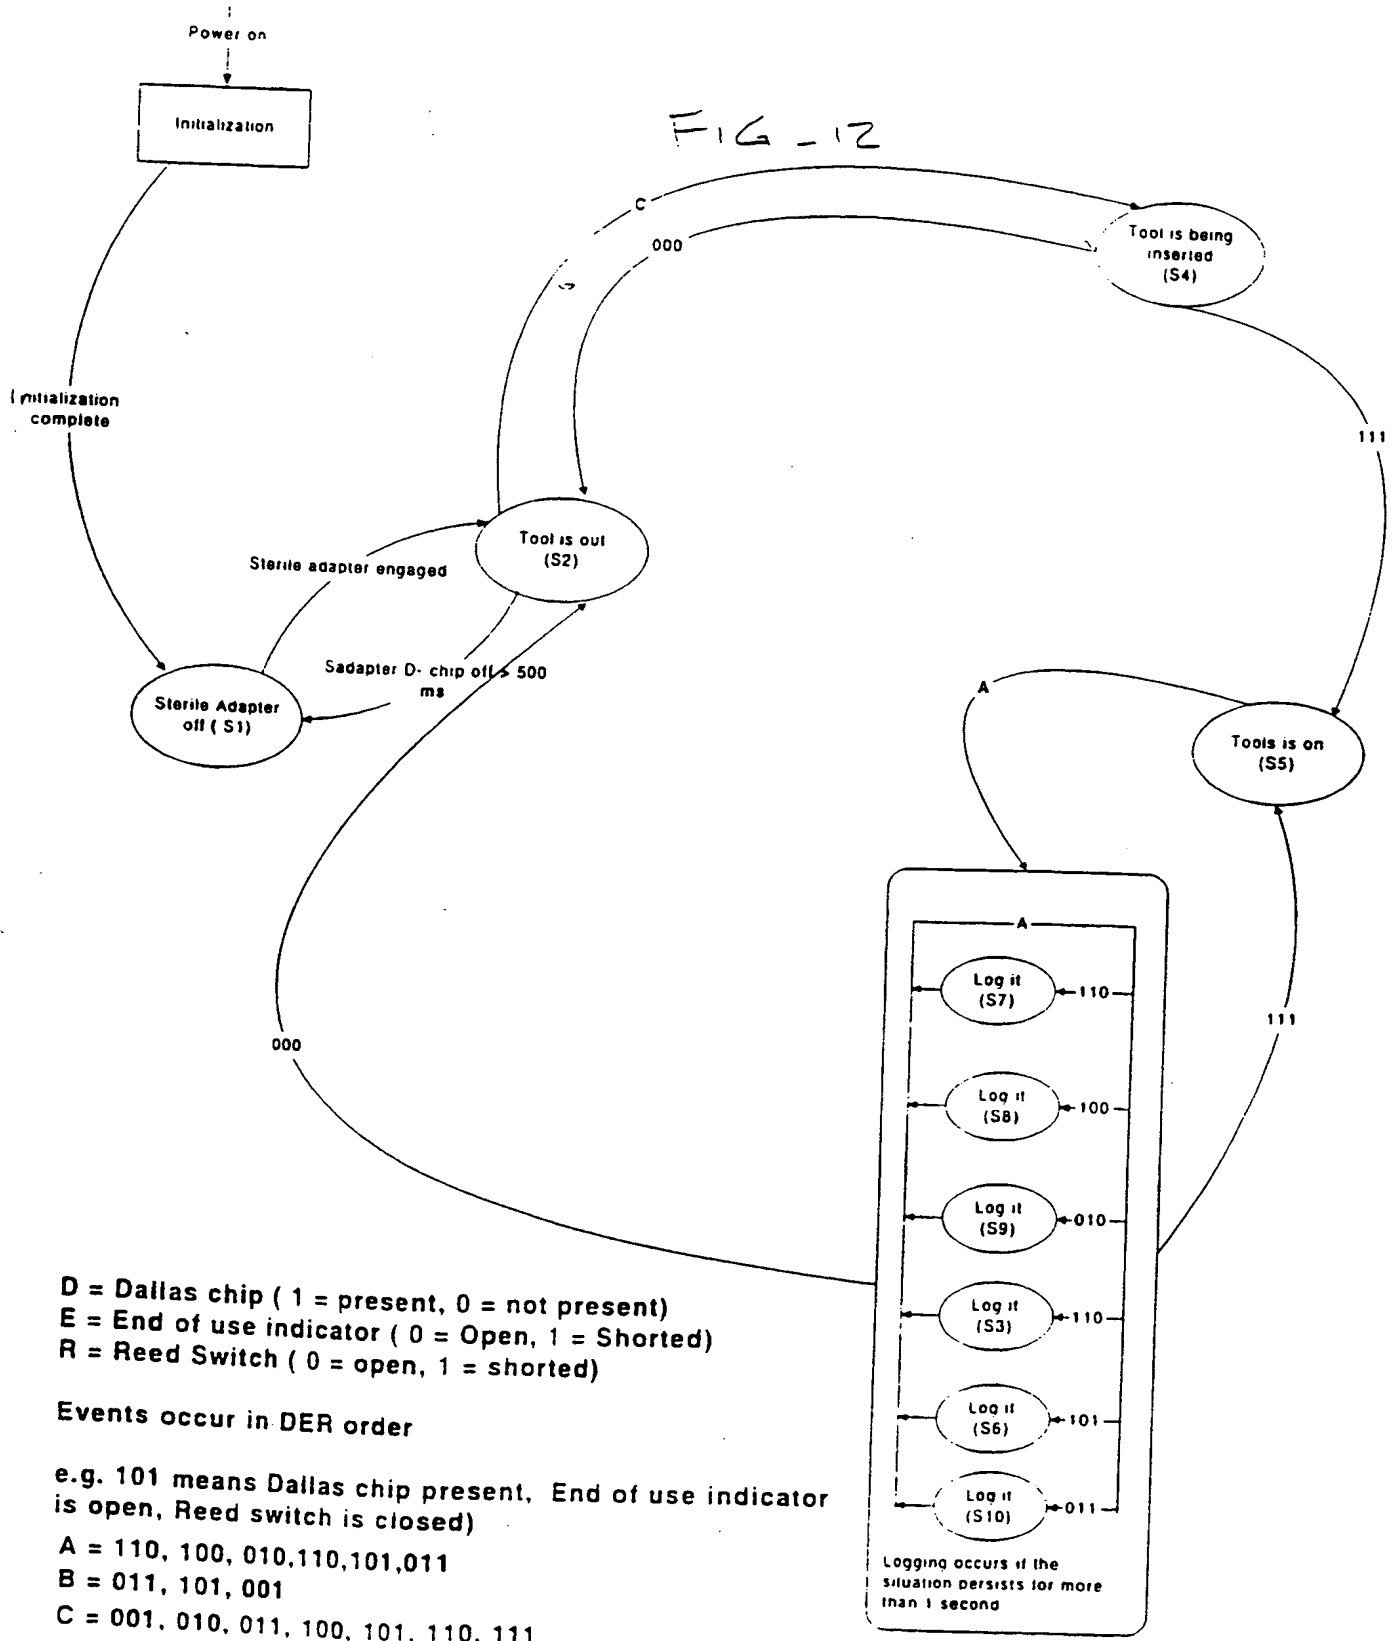 Power on
Initialization
FIG-12
C
000
Tool is being
inserted
(S4)
Initialization
complete
111
Tool is out
(S2)
Sterile adapter engaged
Sadapter D- chip off > 500
ms
Sterile Adapter
off ( S1)
A
Tools is on
(S5)
A
Log it
(S7)
110
Log it
(S8)
100
Log it
(S9)
010
Log it
(S3)
110
Log it
(S6)
101
Log it
(S10)
011
Logging occurs if the
situation persists for more
than 1 second
111
000
D = Dallas chip ( 1 = present, 0 = not present)
E = End of use indicator ( 0 = Open, 1 = Shorted)
R = Reed Switch ( 0 = open, 1 = shorted)
Events occur in DER order
e.g. 101 means Dallas chip present, End of use indicator
is open, Reed switch is closed)
A = 110, 100, 010,110,101,011
B = 011, 101, 001
C = 001, 010, 011, 100, 101, 110, 111